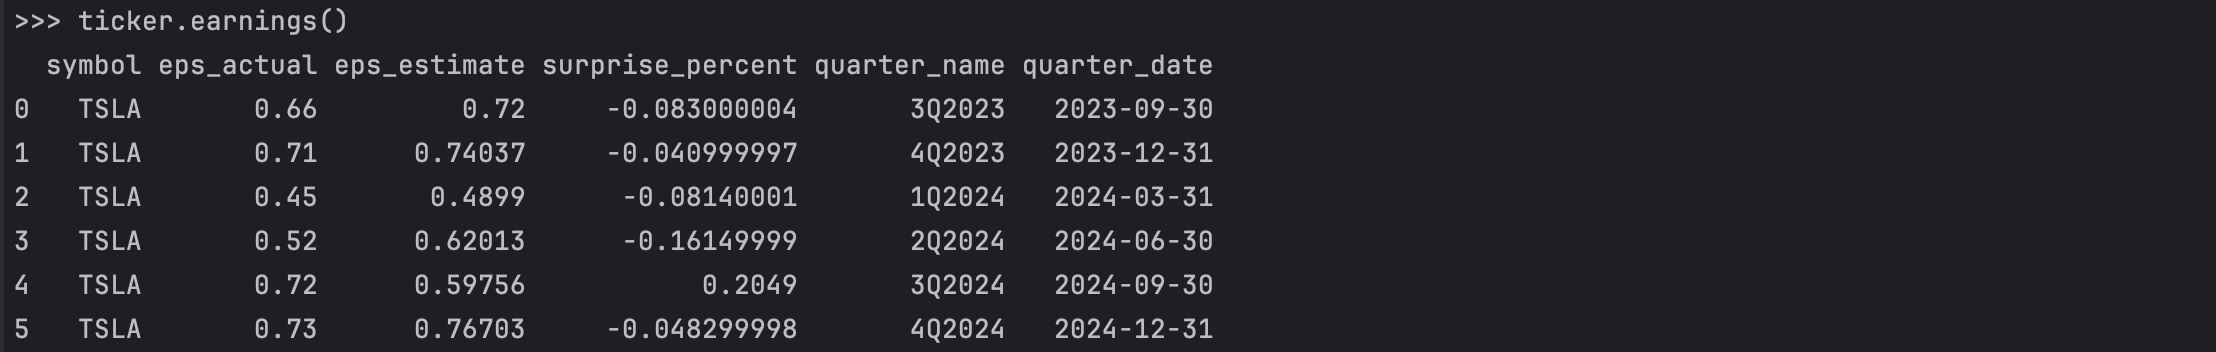 >>> ticker.earnings()
  symbol eps_actual eps_estimate surprise_percent quarter_name quarter_date
0   TSLA       0.66         0.72     -0.083000004       3Q2023   2023-09-30
1   TSLA       0.71      0.74037     -0.040999997       4Q2023   2023-12-31
2   TSLA       0.45       0.4899      -0.08140001       1Q2024   2024-03-31
3   TSLA       0.52      0.62013      -0.16149999       2Q2024   2024-06-30
4   TSLA       0.72      0.59756           0.2049       3Q2024   2024-09-30
5   TSLA       0.73      0.76703     -0.048299998       4Q2024   2024-12-31